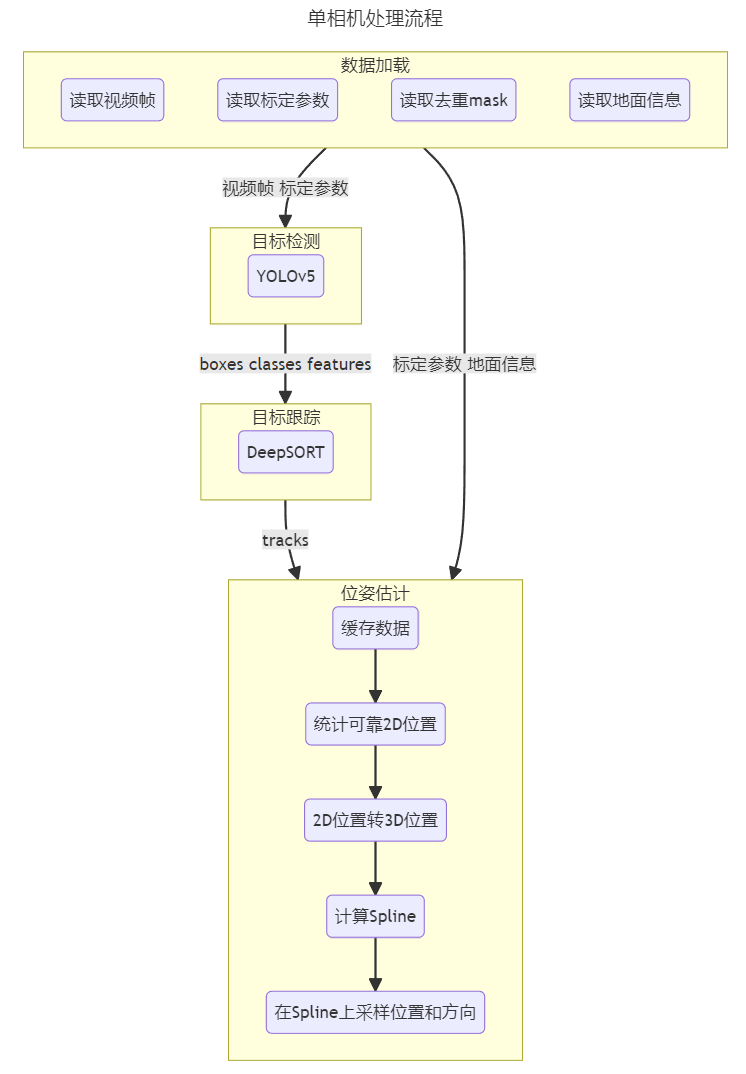 单相机处理流程
数据加载
读取视频帧
读取标定参数
读取去重mask
读取地面信息
视频帧 标定参数
目标检测
YOLOv5
boxes classes features
标定参数 地面信息
目标跟踪
DeepSORT
tracks
位姿估计
缓存数据
统计可靠2D位置
2D位置转3D位置
计算Spline
在Spline上采样位置和方向